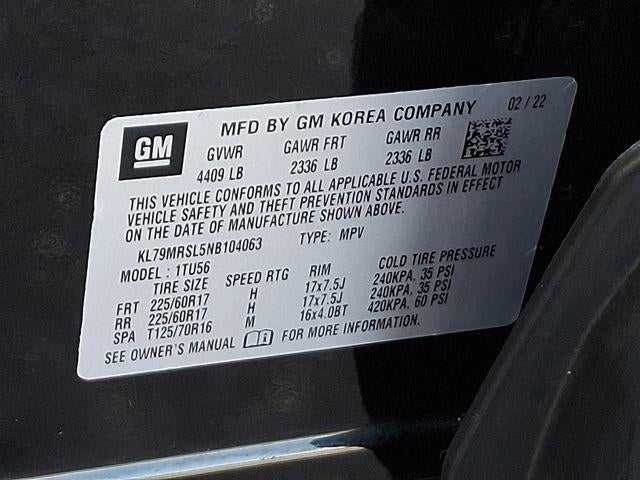 GM
MFD BY GM KOREA COMPANY 02 / 22
GVWR GAWR FRT GAWR RR
4409 LB 2336 LB 2336 LB
THIS VEHICLE CONFORMS TO ALL APPLICABLE U.S. FEDERAL MOTOR
VEHICLE SAFETY AND THEFT PREVENTION STANDARDS IN EFFECT
ON THE DATE OF MANUFACTURE SHOWN ABOVE.
KL79MRSL5NB104063 TYPE: MPV
MODEL : 1TU56
TIRE SIZE SPEED RTG RIM COLD TIRE PRESSURE
FRT 225/60R17 H 17x7.5J 240KPA, 35 PSI
RR 225/60R17 H 17x7.5J 240KPA, 35 PSI
SPA T125/70R16 M 16x4.0BT 420KPA, 60 PSI
SEE OWNER'S MANUAL FOR MORE INFORMATION.